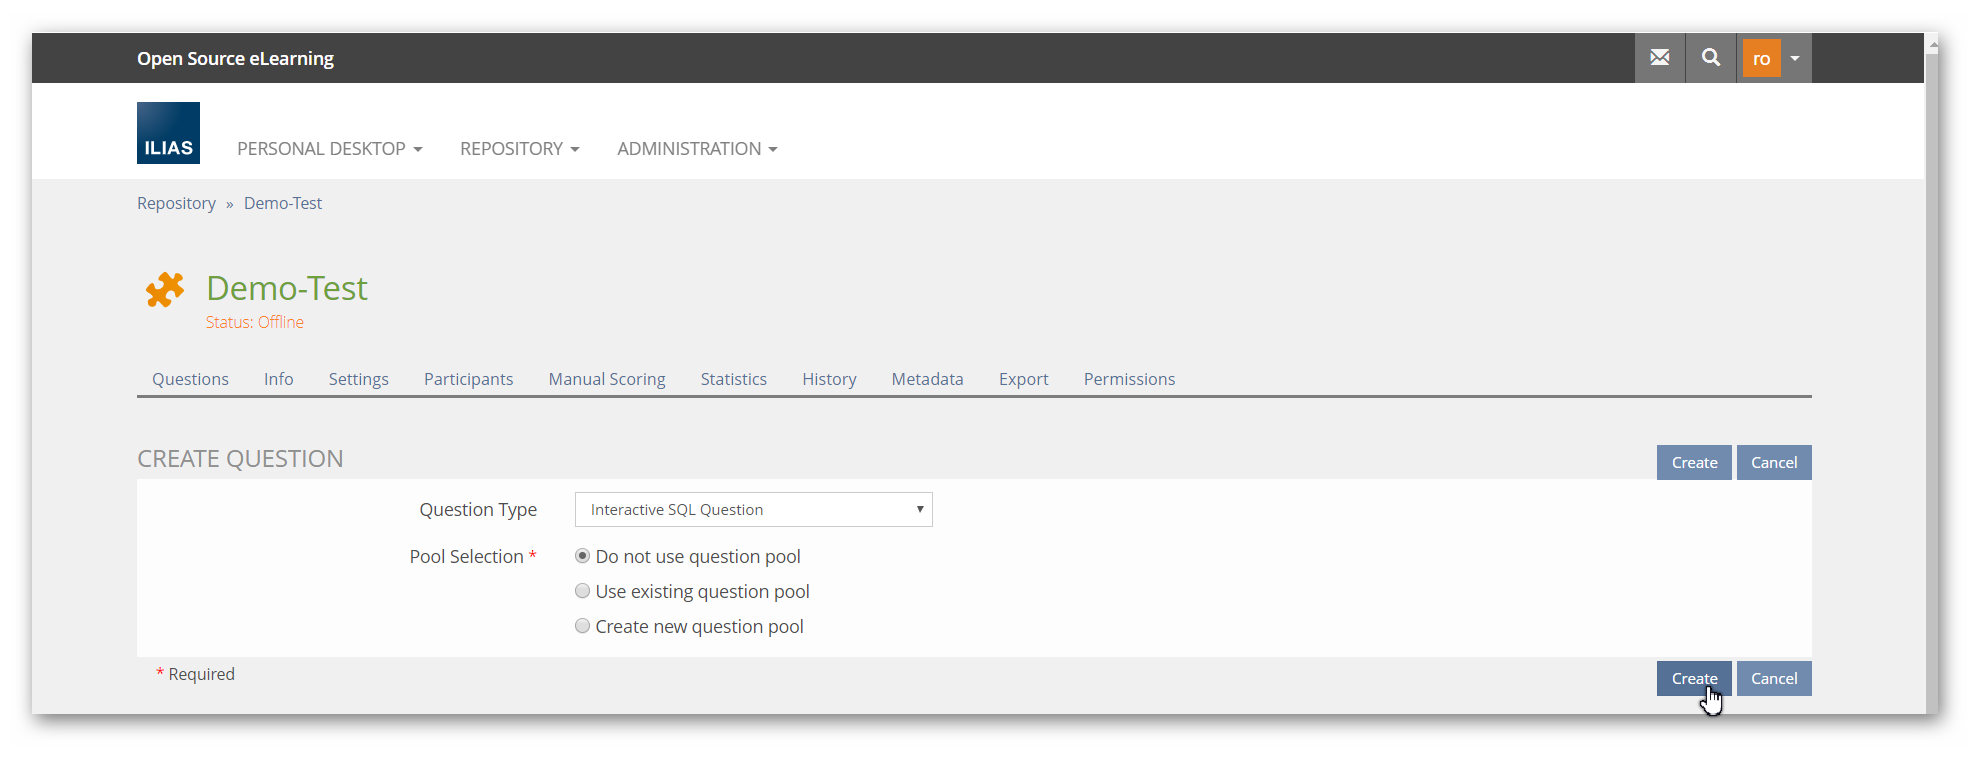 Open Source eLearning
ro
ILIAS
PERSONAL DESKTOP REPOSITORY ADMINISTRATION
Repository » Demo-Test
Demo-Test
Status: Offline
Questions Info Settings Participants Manual Scoring Statistics History Metadata Export Permissions
CREATE QUESTION
Create Cancel
Question Type Interactive SQL Question
Pool Selection * Do not use question pool
Use existing question pool
Create new question pool
* Required
Create Cancel